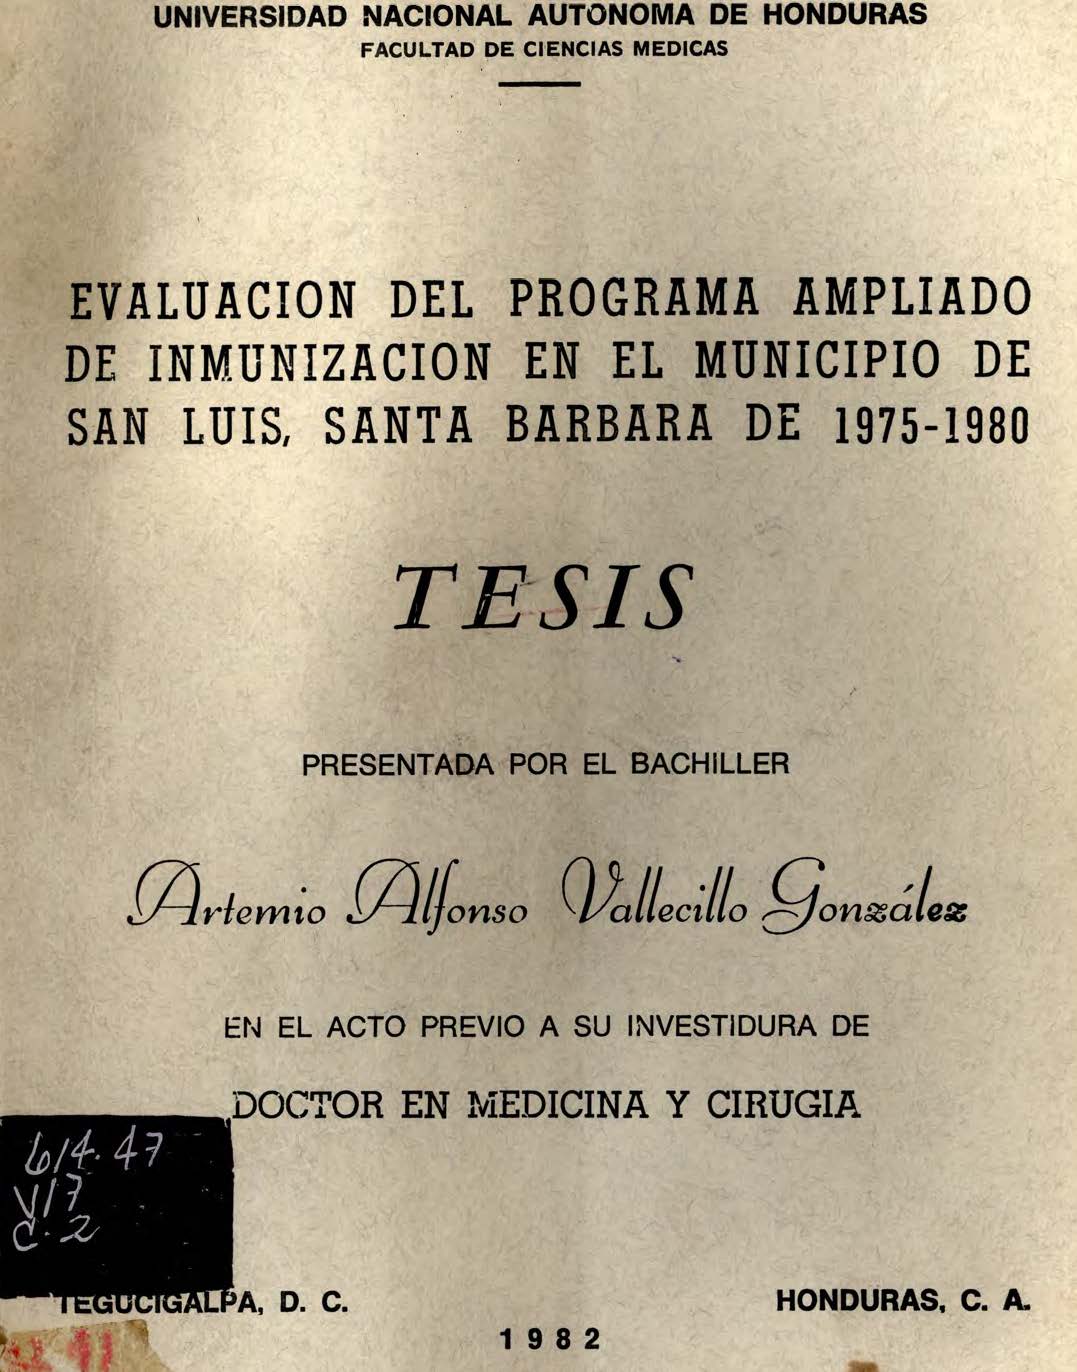 UNIVERSIDAD NACIONAL AUTONOMA DE HONDURAS
FACULTAD DE CIENCIAS MEDICAS
EVALUACION DEL PROGRAMA AMPLIADO
DE INMUNIZACION EN EL MUNICIPIO DE
SAN LUIS, SANTA BARBARA DE 1975-1980
TESIS
PRESENTADA POR EL BACHILLER
Artemio Alfonso Vallecillo González
EN EL ACTO PREVIO A SU INVESTIDURA DE
DOCTOR EN MEDICINA Y CIRUGIA
614.47
V17
C.2
TEGUCIGALPA, D. C. HONDURAS, C. A.
1982